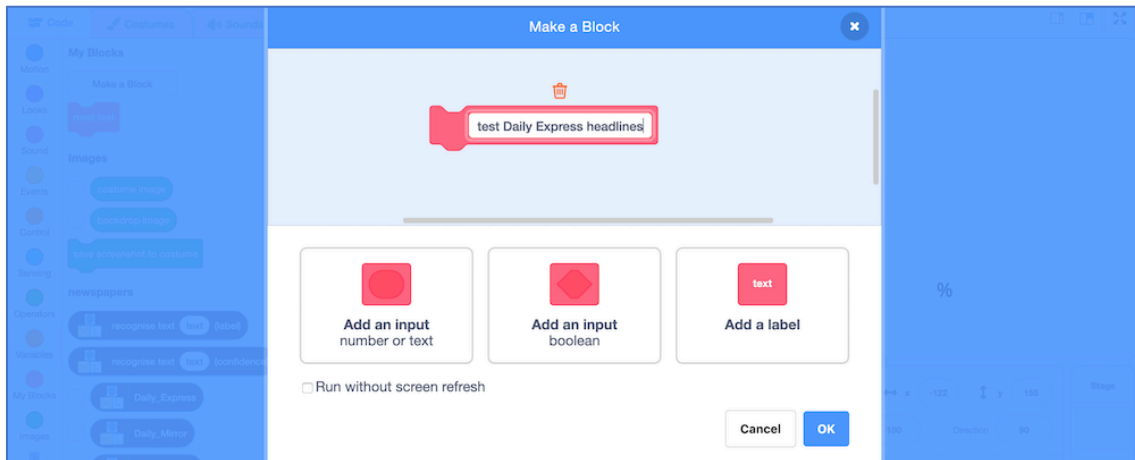 Code Costumes Sounds
Make a Block
Motion
Looks
Sound
Events
Control
Sensing
Operators
Variables
My Blocks
Images
My Blocks
Make a Block
Images
costume image
backdrop image
save screenshot to costume
newspapers
recognise text text (label)
recognise text text (confidence
Daily_Express
Daily_Mirror
test Daily Express headlines
Add an input
number or text
Add an input
boolean
text
Add a label
Run without screen refresh
Cancel OK
%
x -122 y 155
100 Direction 90
Stage